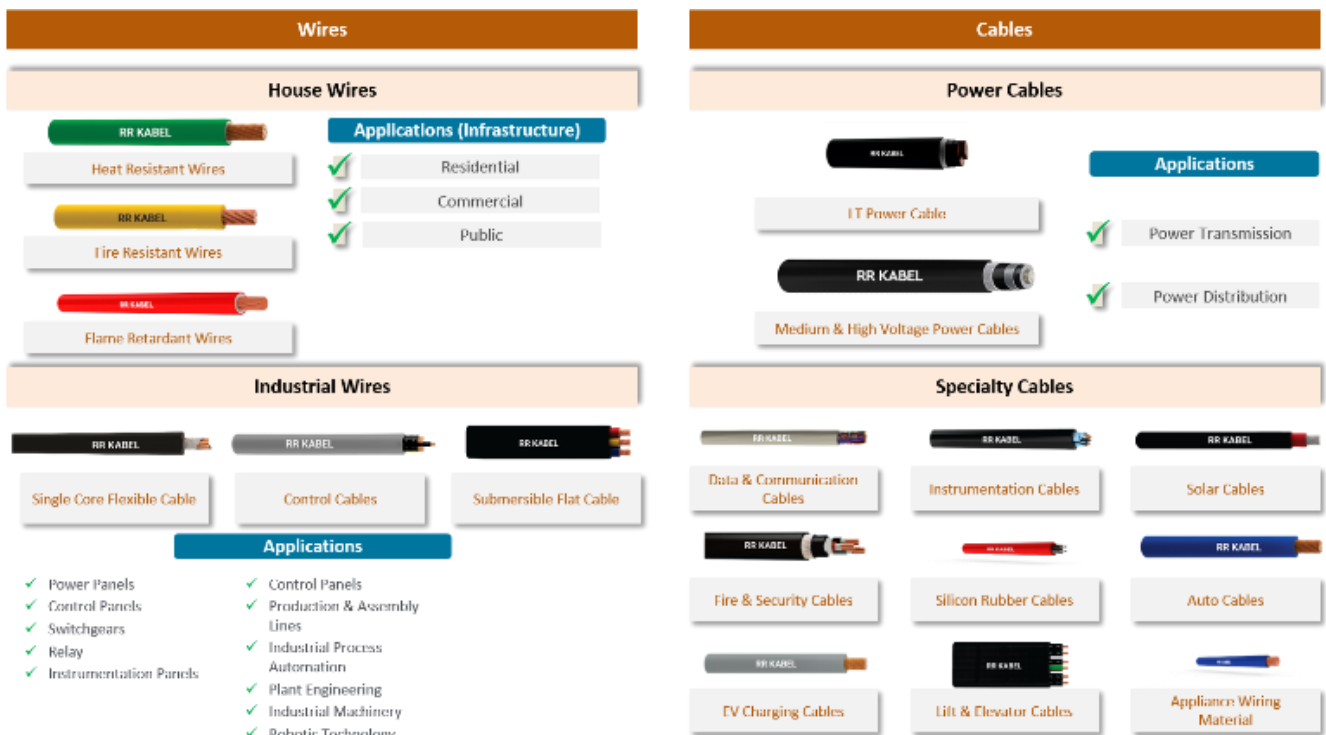 Wires
House Wires
RR KABEL
Heat Resistant Wires
RR KABEL
Fire Resistant Wires
RR KABEL
Flame Retardant Wires
Applications (Infrastructure)
Residential
Commercial
Public
Industrial Wires
RR KABEL
Single Core Flexible Cable
RR KABEL
Control Cables
RR KABEL
Submersible Flat Cable
Applications
Power Panels
Control Panels
Switchgears
Relay
Instrumentation Panels
Control Panels
Production & Assembly
Lines
Industrial Process
Automation
Plant Engineering
Industrial Machinery
Robotic Technology
Cables
Power Cables
RR KABEL
LT Power Cable
RR KABEL
Medium & High Voltage Power Cables
Applications
Power Transmission
Power Distribution
Specialty Cables
RR KABEL
Data & Communication
Cables
RR KABEL
Instrumentation Cables
RR KABEL
Solar Cables
RR KABEL
Fire & Security Cables
RR KABEL
Silicon Rubber Cables
RR KABEL
Auto Cables
RR KABEL
EV Charging Cables
RR KABEL
Lift & Elevator Cables
Appliance Wiring
Material